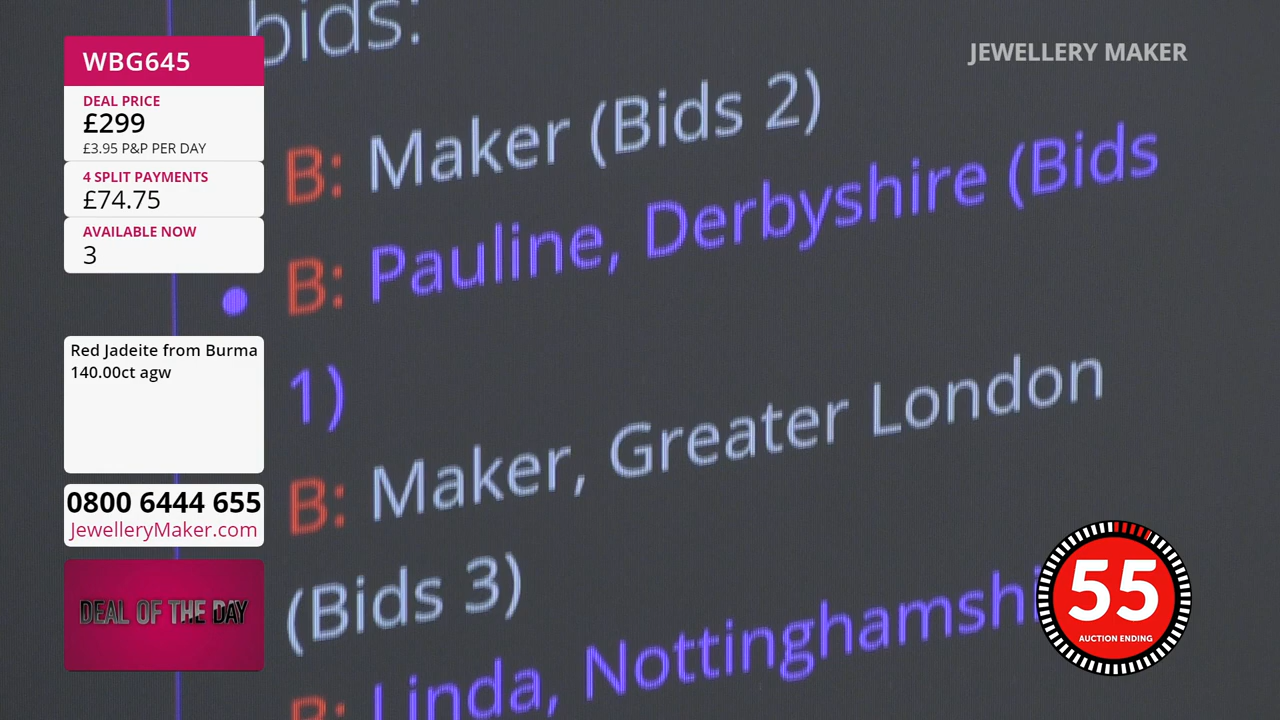 WBG645
DEAL PRICE
£299
£3.95 P&P PER DAY
4 SPLIT PAYMENTS
£74.75
AVAILABLE NOW
3
Red Jadeite from Burma
140.00ct agw
0800 6444 655
JewelleryMaker.com
DEAL OF THE DAY
JEWELLERY MAKER
bids:
B: Maker (Bids 2)
B: Pauline, Derbyshire (Bids
1)
B: Maker, Greater London
(Bids 3)
B: Linda, Nottinghamshi
55
AUCTION ENDING